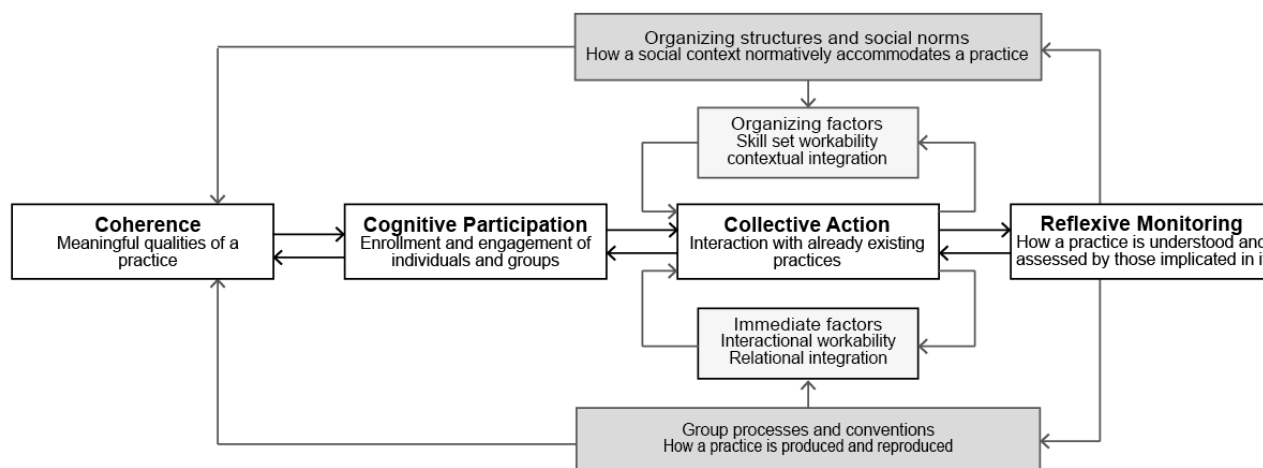 Organizing structures and social norms
How a social context normatively accommodates a practice
Organizing factors
Skill set workability
contextual integration
Coherence
Meaningful qualities of a
practice
Cognitive Participation
Enrollment and engagement of
individuals and groups
Collective Action
Interaction with already existing
practices
Reflexive Monitoring
How a practice is understood and
assessed by those implicated in it
Immediate factors
Interactional workability
Relational integration
Group processes and conventions
How a practice is produced and reproduced